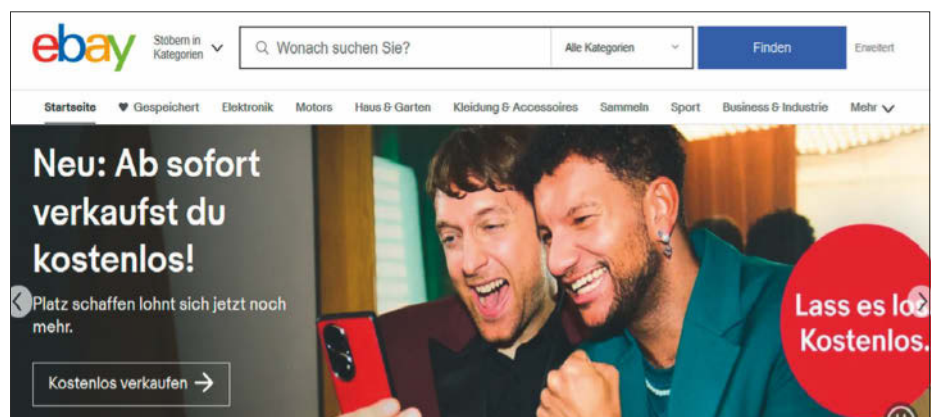 ebay
Stöbern in
Kategorien
Wonach suchen Sie?
Alle Kategorien
Finden
Erweitert
Startseite
Gespeichert
Elektronik
Motors
Haus & Garten
Kleidung & Accessoires
Sammeln
Sport
Business & Industrie
Mehr
Neu: Ab sofort
verkaufst du
kostenlos!
Platz schaffen lohnt sich jetzt noch
mehr.
Kostenlos verkaufen →
Lass es
Kostenlos.